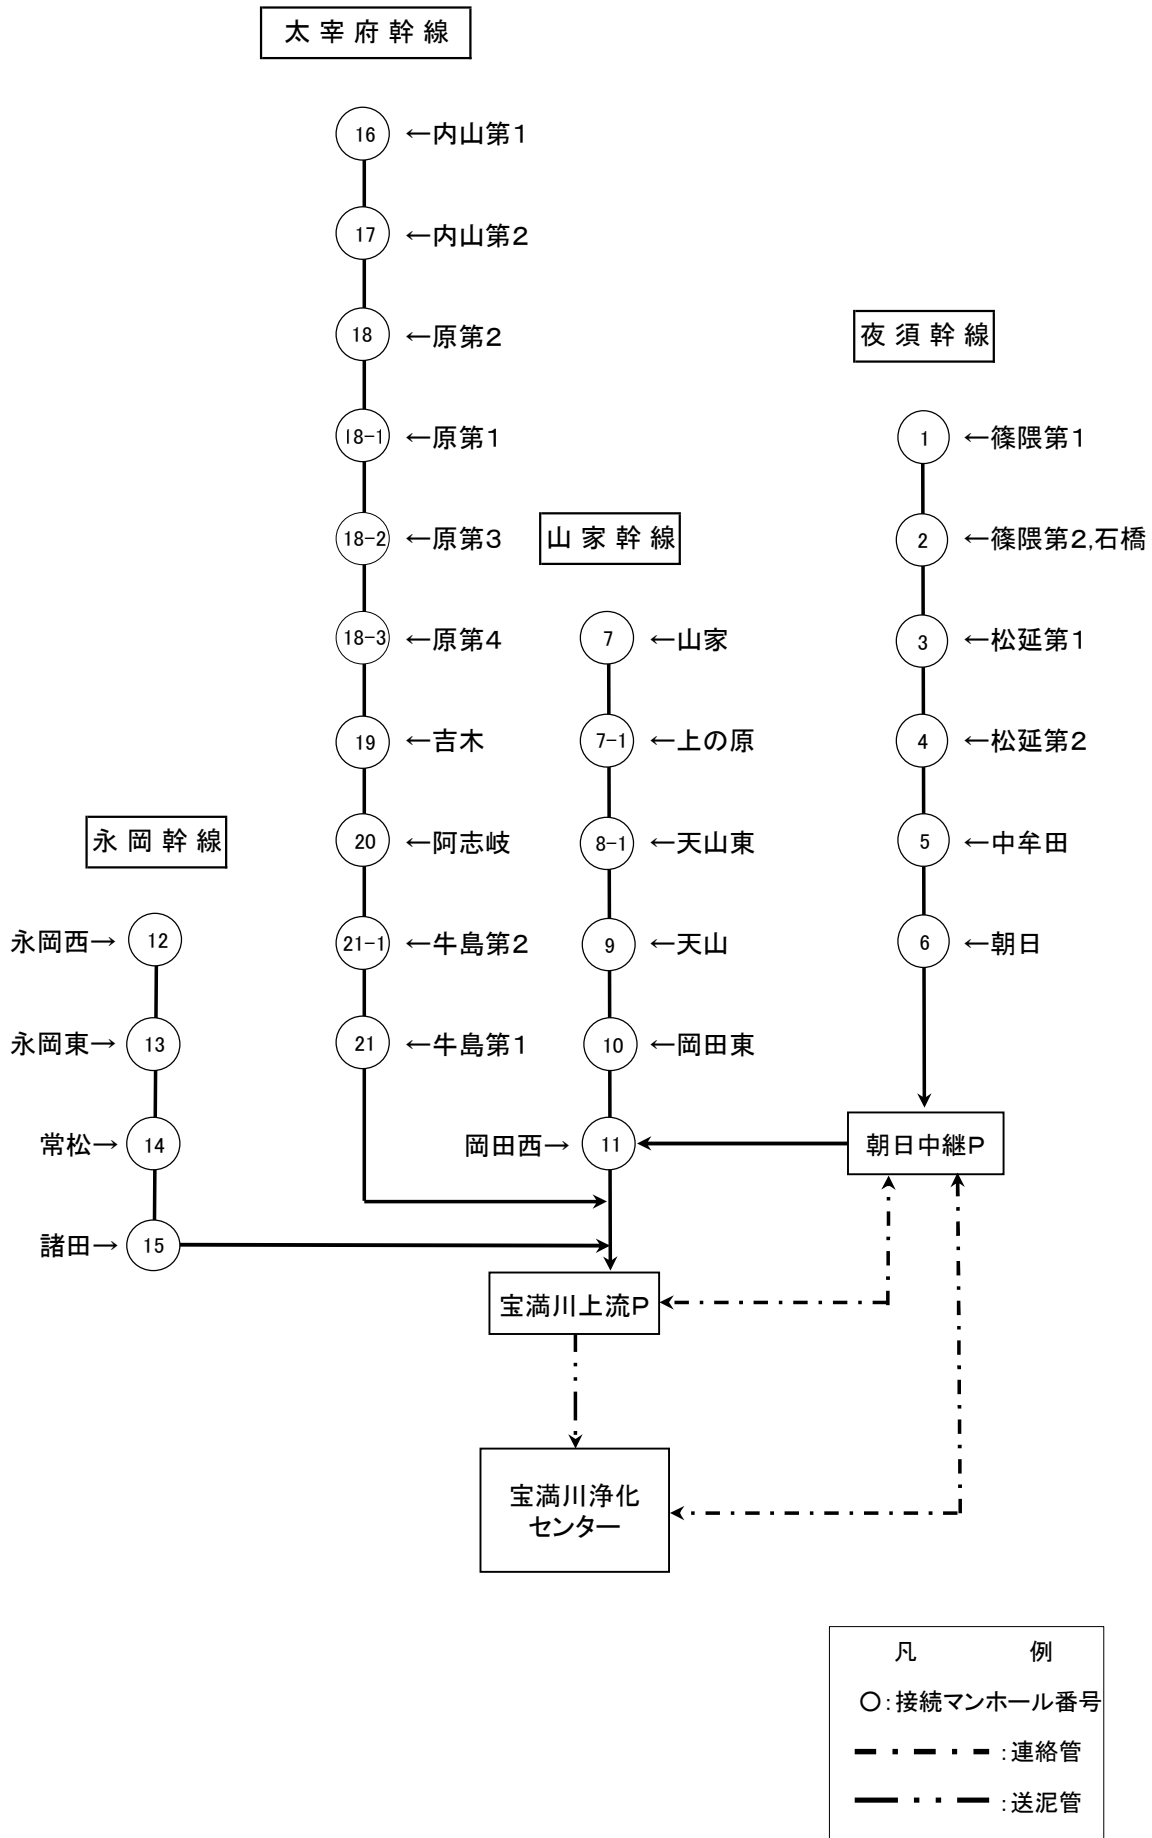 太宰府幹線
16 ←内山第1
17 ←内山第2
18 ←原第2
18-1 ←原第1
18-2 ←原第3
18-3 ←原第4
19 ←吉木
20 ←阿志岐
21-1 ←牛島第2
21 ←牛島第1
夜須幹線
1 ←篠隈第1
2 ←篠隈第2,石橋
3 ←松延第1
4 ←松延第2
5 ←中牟田
6 ←朝日
朝日中継P
山家幹線
7 ←山家
7-1 ←上の原
8-1 ←天山東
9 ←天山
10 ←岡田東
岡田西→ 11
永岡幹線
永岡西→ 12
永岡東→ 13
常松→ 14
諸田→ 15
宝満川上流P
宝満川浄化
センター
凡 例
○:接続マンホール番号
:連絡管
:送泥管